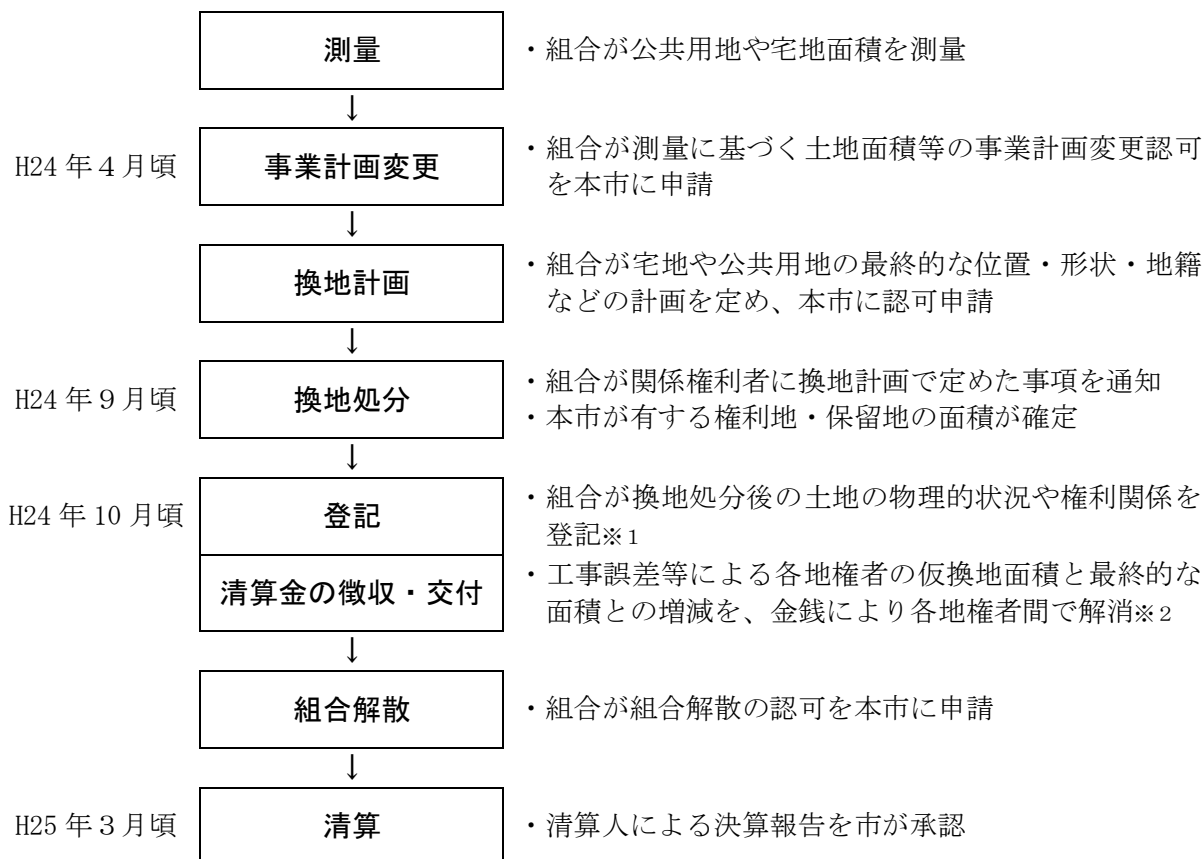 測量 ・組合が公共用地や宅地面積を測量
↓
H24年4月頃 事業計画変更 ・組合が測量に基づく土地面積等の事業計画変更認可
を本市に申請
↓
換地計画 ・組合が宅地や公共用地の最終的な位置・形状・地籍
などの計画を定め、本市に認可申請
↓
H24年9月頃 換地処分 ・組合が関係権利者に換地計画で定めた事項を通知
・本市が有する権利地・保留地の面積が確定
↓
H24年10月頃 登記 ・組合が換地処分後の土地の物理的状況や権利関係を
登記※1
清算金の徴収・交付 ・工事誤差等による各地権者の仮換地面積と最終的な
面積との増減を、金銭により各地権者間で解消※2
↓
組合解散 ・組合が組合解散の認可を本市に申請
↓
H25年3月頃 清算 ・清算人による決算報告を市が承認